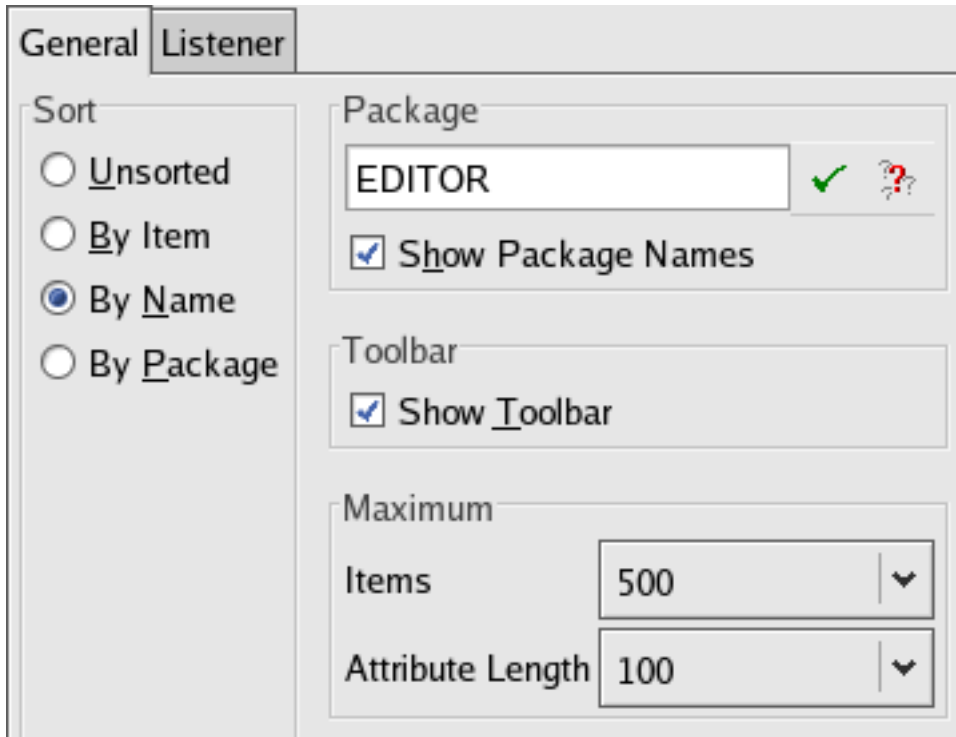 General Listener
Sort
Unsorted
By Item
By Name
By Package
Package
EDITOR
Show Package Names
Toolbar
Show Toolbar
Maximum
Items 500
Attribute Length 100